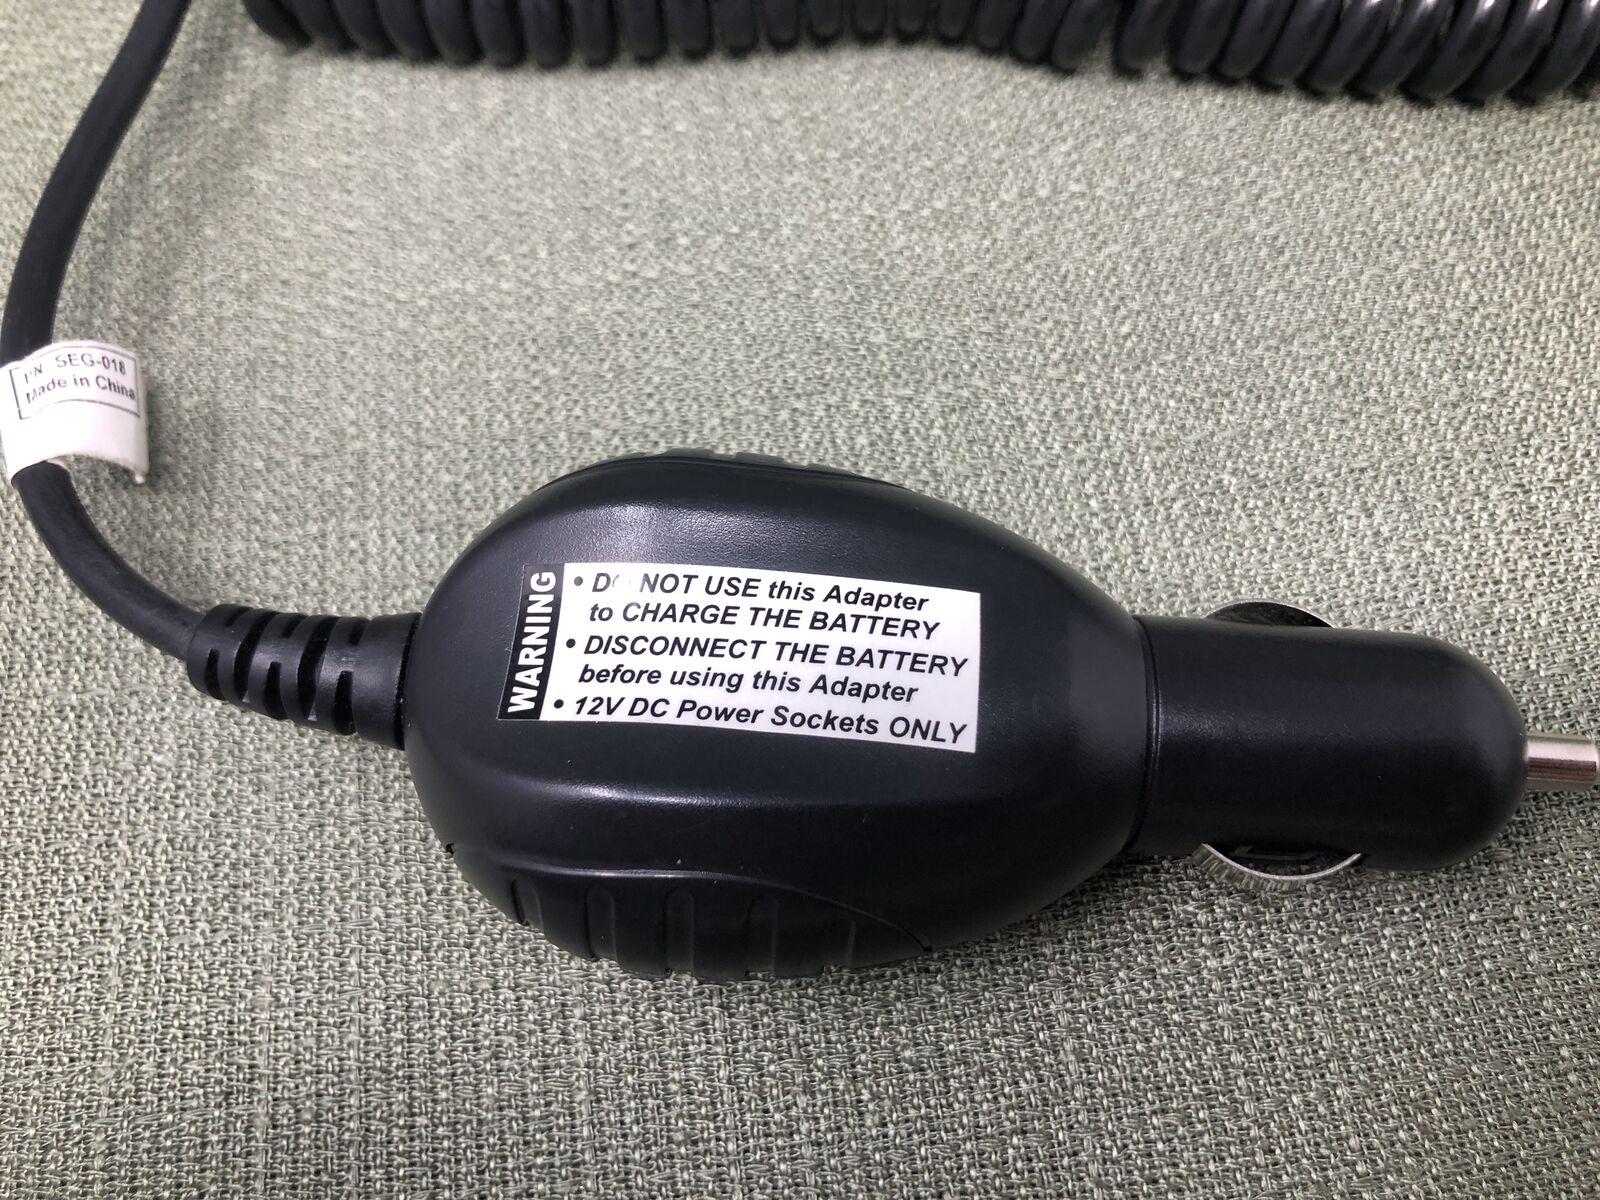 P/N: SEG-018
Made in China
WARNING
• DO NOT USE this Adapter
to CHARGE THE BATTERY
• DISCONNECT THE BATTERY
before using this Adapter
• 12V DC Power Sockets ONLY